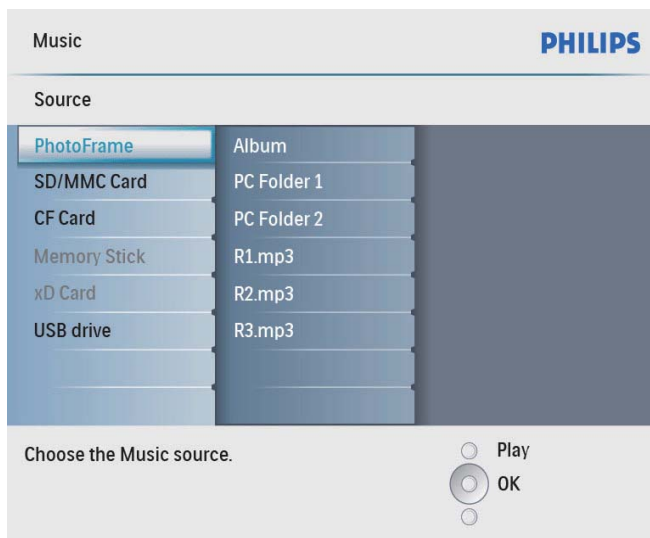 Music
PHILIPS
Source
PhotoFrame
SD/MMC Card
CF Card
Memory Stick
xD Card
USB drive
Album
PC Folder 1
PC Folder 2
R1.mp3
R2.mp3
R3.mp3
Choose the Music source.
Play
OK